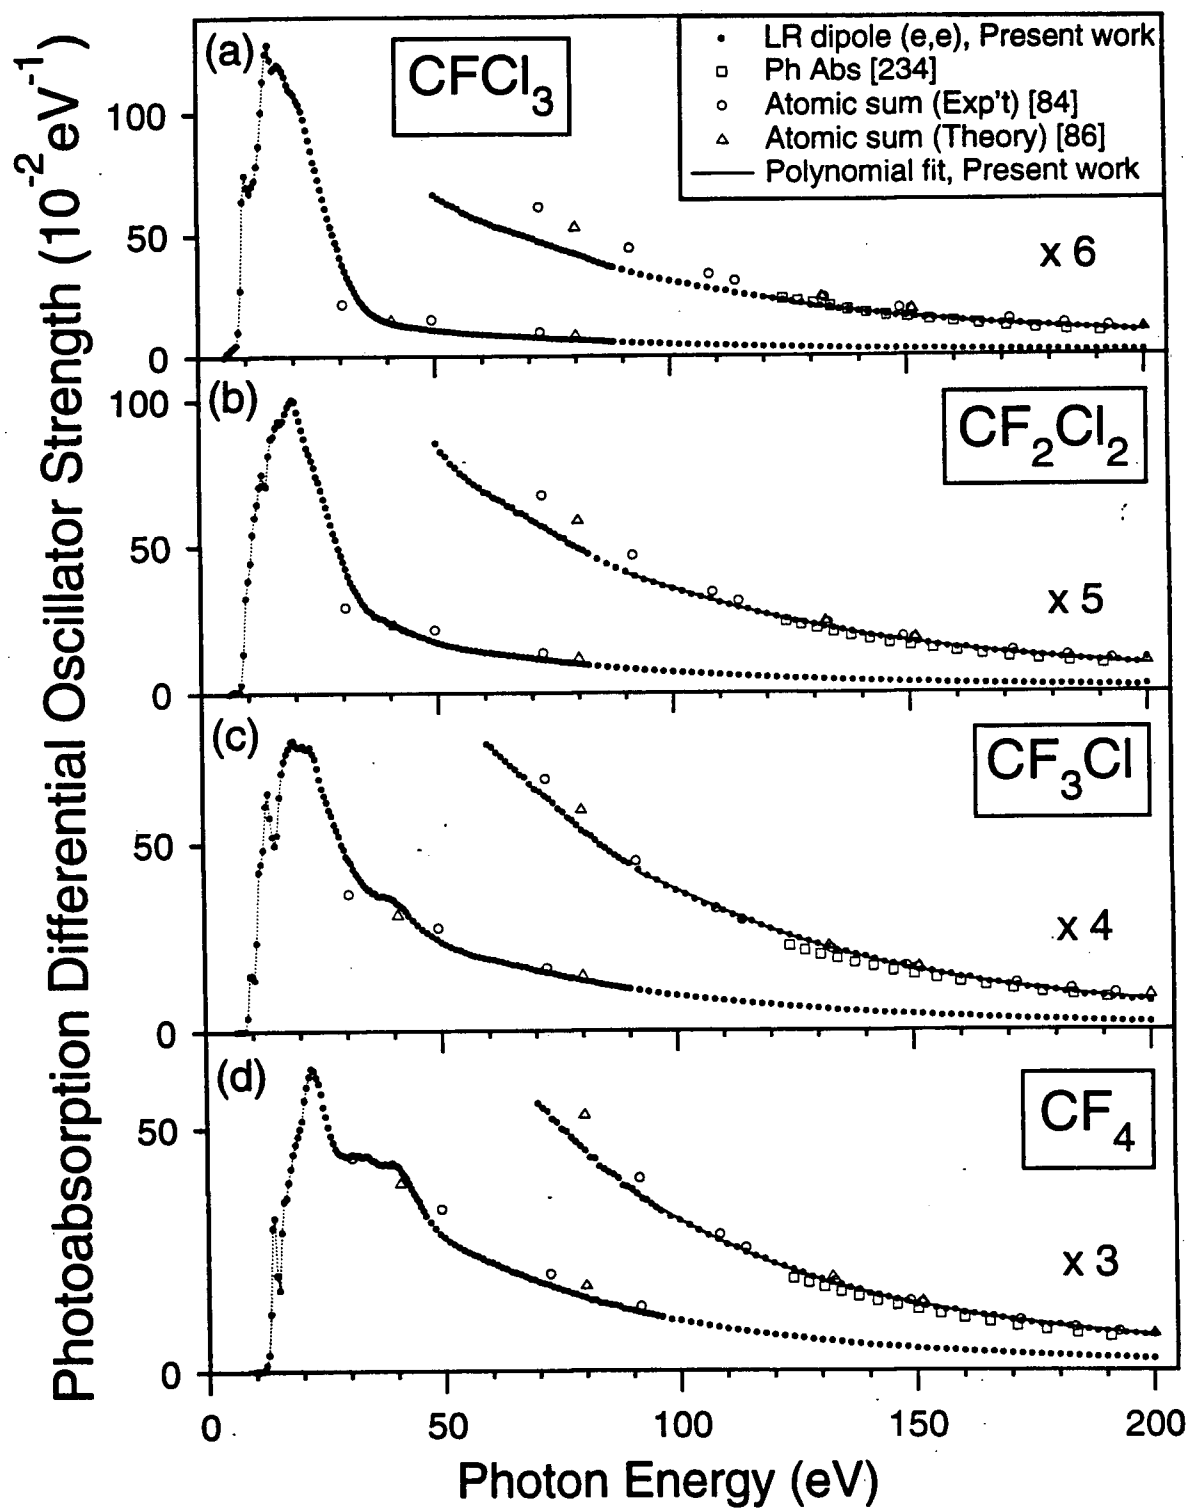 Photoabsorption Differential Oscillator Strength (10⁻² eV⁻¹)
(a)
CFCl₃
LR dipole (e,e), Present work
Ph Abs [234]
Atomic sum (Exp't) [84]
Atomic sum (Theory) [86]
Polynomial fit, Present work
100
50
0
x 6
(b)
CF₂Cl₂
100
50
0
x 5
(c)
CF₃Cl
50
0
x 4
(d)
CF₄
50
0
x 3
0 50 100 150 200
Photon Energy (eV)